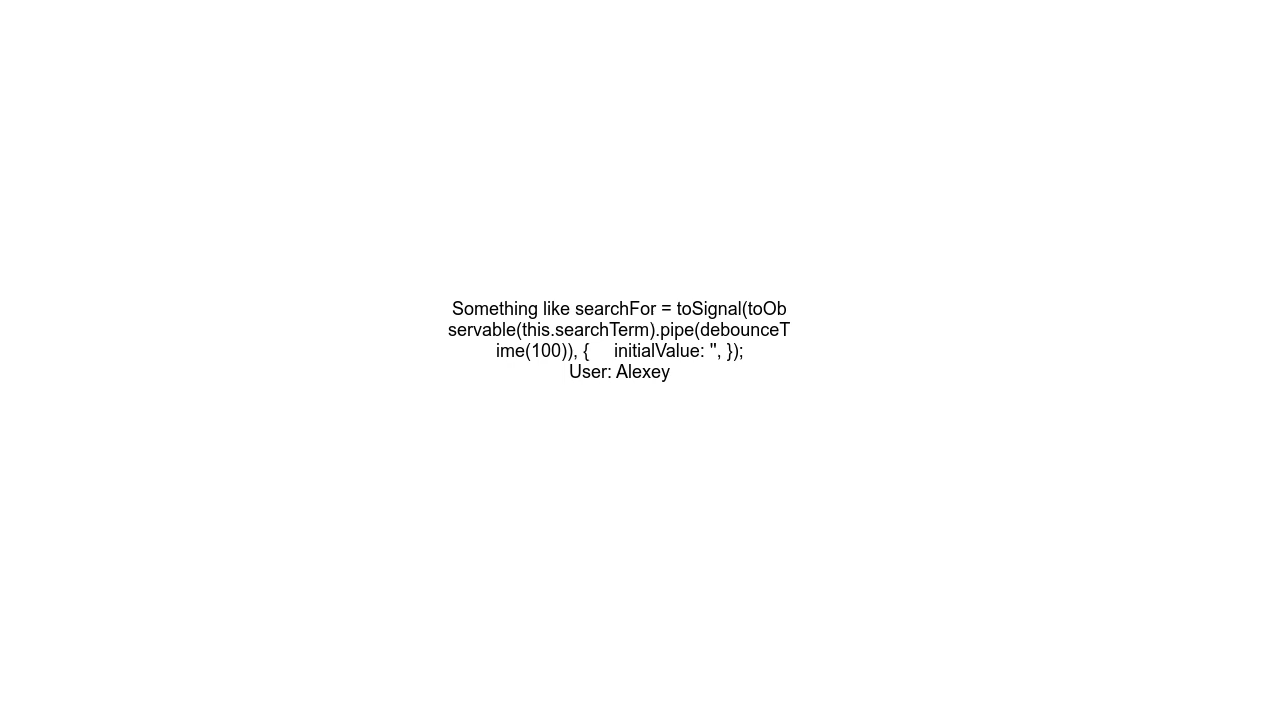 Something like searchFor = toSignal(toOb
servable(this.searchTerm).pipe(debounceT
ime(100)), {     initialValue: '', });
User: Alexey